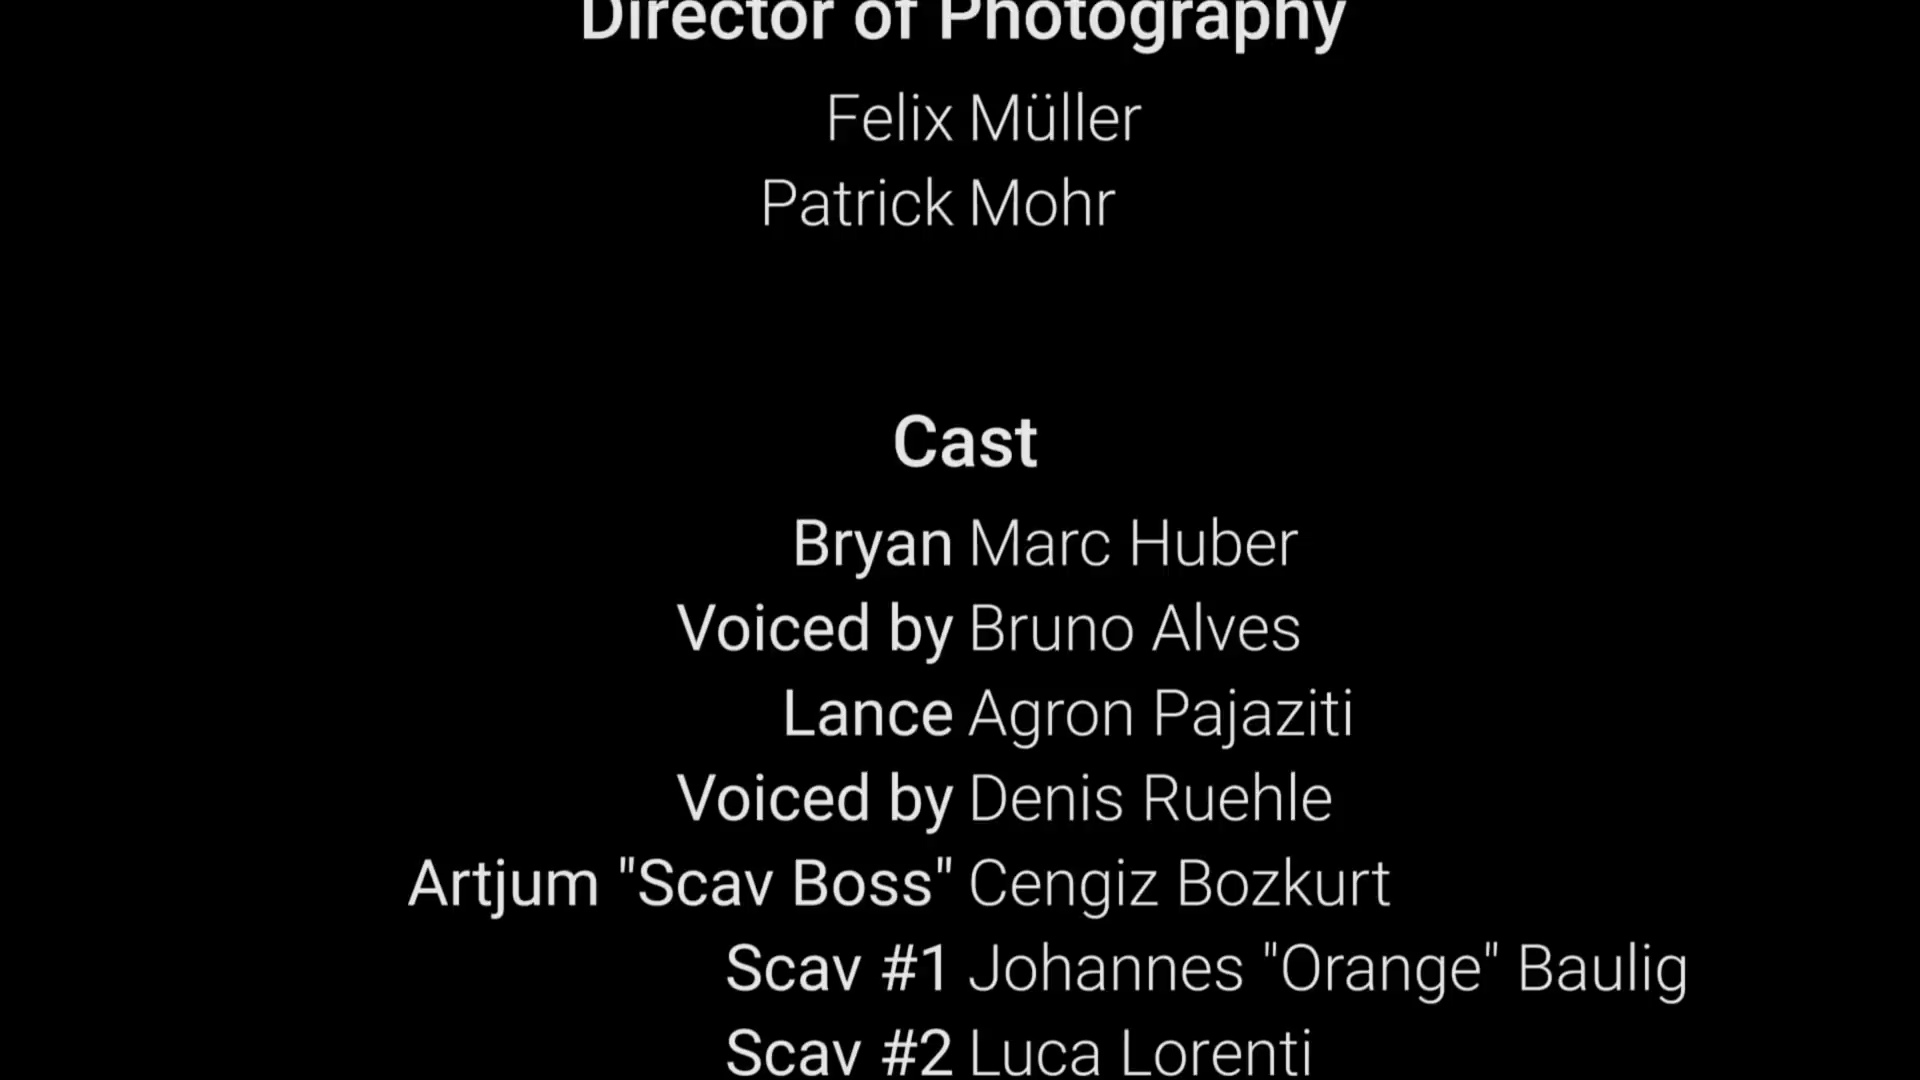 Director of Photography
Felix Müller
Patrick Mohr
Cast
Bryan Marc Huber
Voiced by Bruno Alves
Lance Agron Pajaziti
Voiced by Denis Ruehle
Artjum "Scav Boss" Cengiz Bozkurt
Scav #1 Johannes "Orange" Baulig
Scav #2 Luca Lorenti